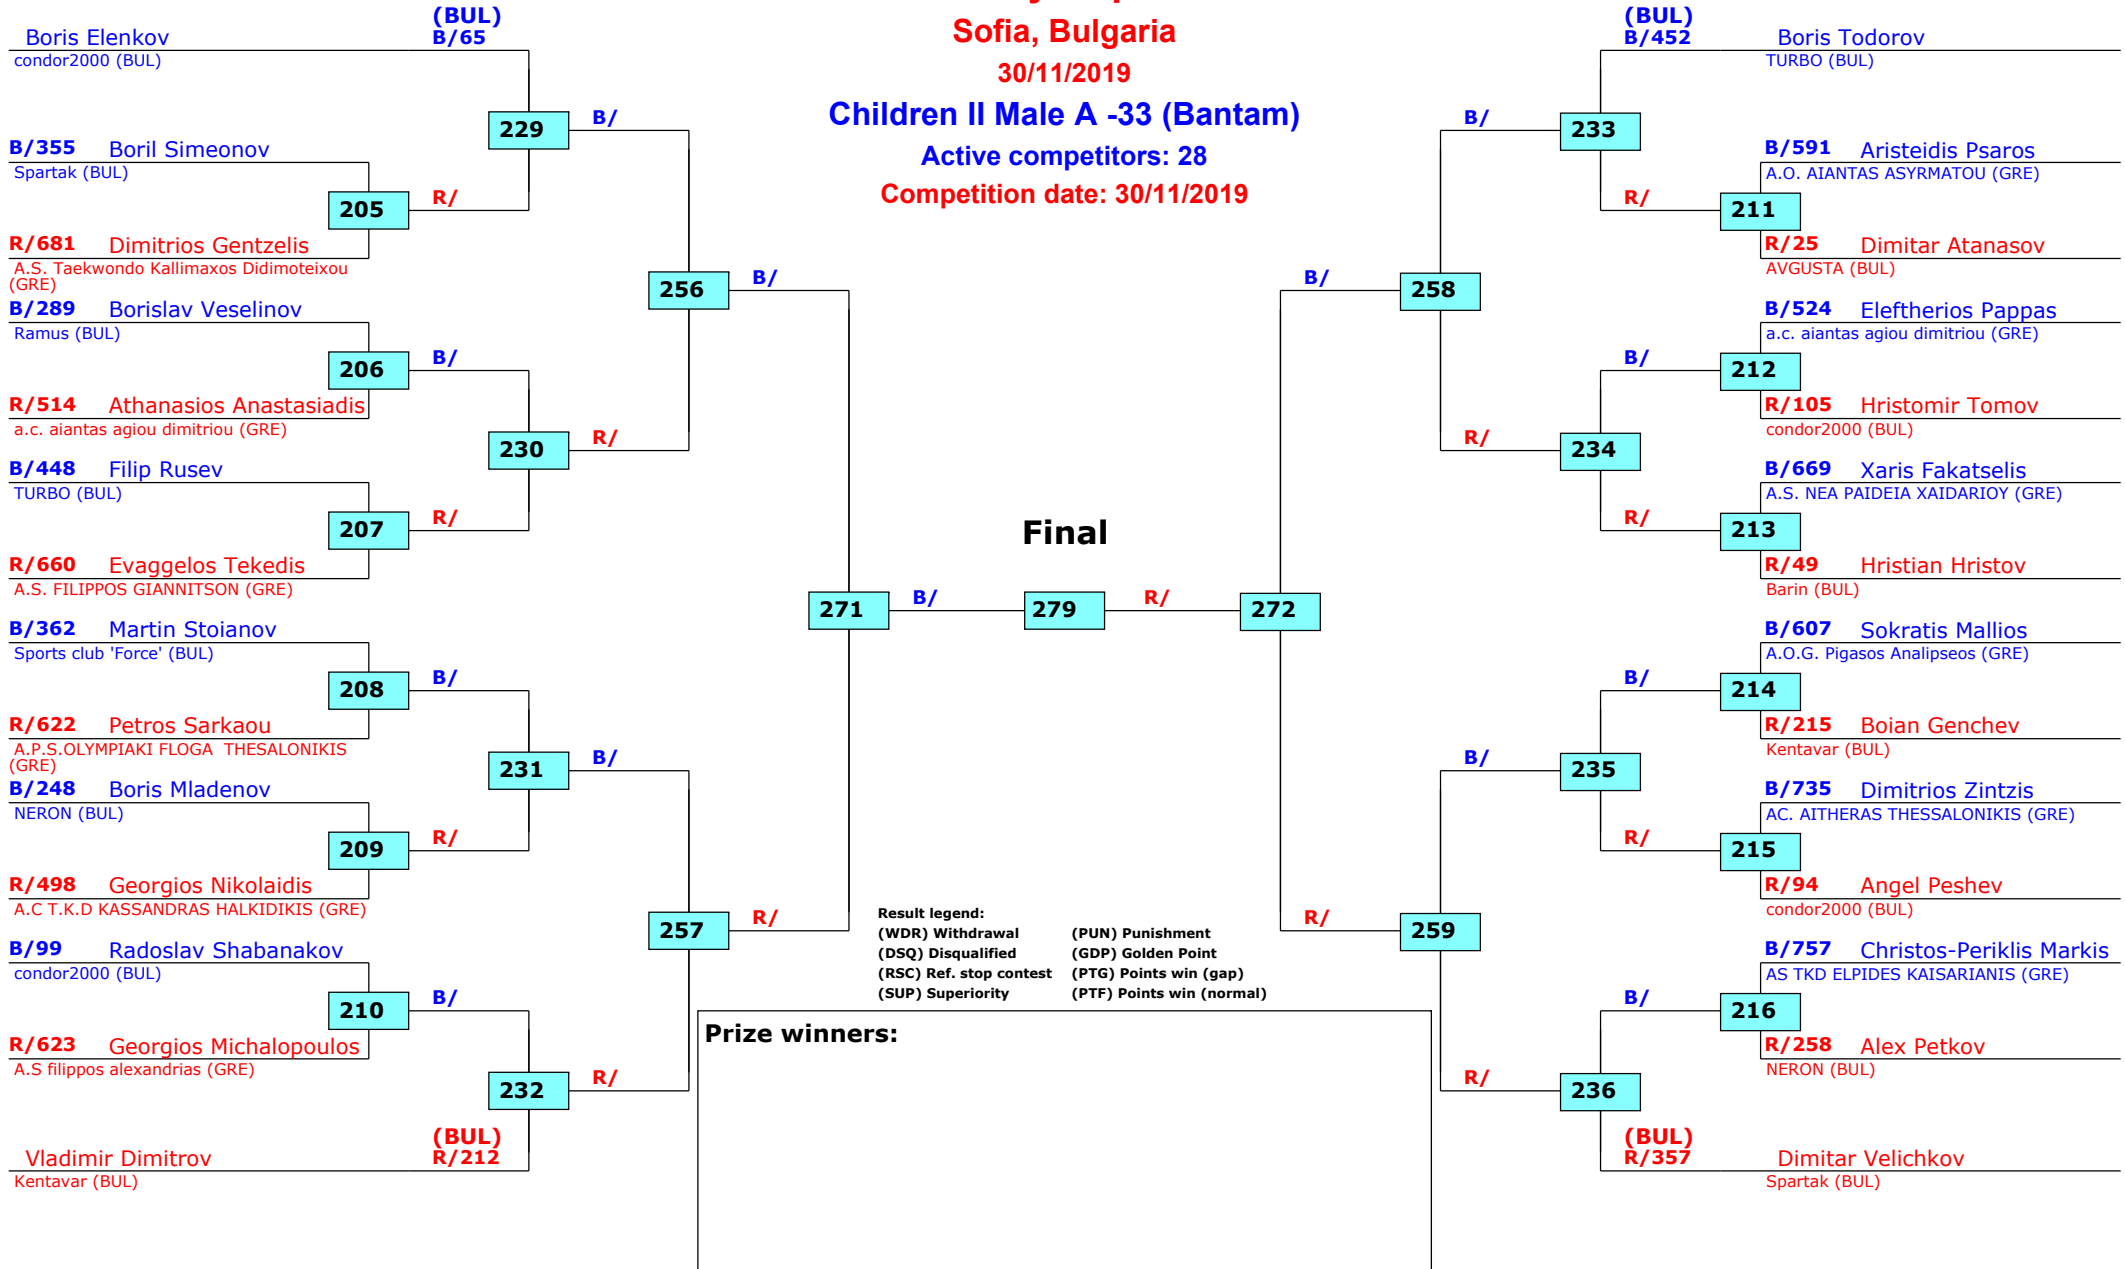 Sofia, Bulgaria
30/11/2019
Children II Male A -33 (Bantam)
Active competitors: 28
Competition date: 30/11/2019
(BUL)
Boris Elenkov B/65
condor2000 (BUL)
229
B/
B/355 Boril Simeonov
Spartak (BUL)
205
R/
R/681 Dimitrios Gentzelis
A.S. Taekwondo Kallimaxos Didimoteixou
(GRE)
256
B/
B/289 Borislav Veselinov
Ramus (BUL)
206
B/
R/514 Athanasios Anastasiadis
a.c. aiantas agiou dimitriou (GRE)
230
R/
B/448 Filip Rusev
TURBO (BUL)
207
R/
R/660 Evaggelos Tekedis
A.S. FILIPPOS GIANNITSON (GRE)
271
B/
B/362 Martin Stoianov
Sports club 'Force' (BUL)
208
B/
R/622 Petros Sarkaou
A.P.S.OLYMPIAKI FLOGA THESALONIKIS
(GRE)
231
B/
B/248 Boris Mladenov
NERON (BUL)
209
R/
R/498 Georgios Nikolaidis
A.C T.K.D KASSANDRAS HALKIDIKIS (GRE)
257
R/
B/99 Radoslav Shabanakov
condor2000 (BUL)
210
B/
R/623 Georgios Michalopoulos
A.S filippos alexandrias (GRE)
232
R/
(BUL)
Vladimir Dimitrov R/212
Kentavar (BUL)
Final
279
R/
272
(BUL)
B/452 Boris Todorov
TURBO (BUL)
B/
233
B/591 Aristeidis Psaros
A.O. AIANTAS ASYRMATOU (GRE)
R/
211
R/25 Dimitar Atanasov
AVGUSTA (BUL)
B/
258
B/524 Eleftherios Pappas
a.c. aiantas agiou dimitriou (GRE)
B/
212
R/105 Hristomir Tomov
condor2000 (BUL)
R/
234
B/669 Xaris Fakatselis
A.S. NEA PAIDEIA XAIDARIOY (GRE)
R/
213
R/49 Hristian Hristov
Barin (BUL)
B/607 Sokratis Mallios
A.O.G. Pigasos Analipseos (GRE)
B/
214
R/215 Boian Genchev
Kentavar (BUL)
B/
235
B/735 Dimitrios Zintzis
AC. AITHERAS THESSALONIKIS (GRE)
R/
215
R/94 Angel Peshev
condor2000 (BUL)
R/
259
B/757 Christos-Periklis Markis
AS TKD ELPIDES KAISARIANIS (GRE)
B/
216
R/258 Alex Petkov
NERON (BUL)
R/
236
(BUL)
R/357 Dimitar Velichkov
Spartak (BUL)
Result legend:
(WDR) Withdrawal (PUN) Punishment
(DSQ) Disqualified (GDP) Golden Point
(RSC) Ref. stop contest (PTG) Points win (gap)
(SUP) Superiority (PTF) Points win (normal)
Prize winners: